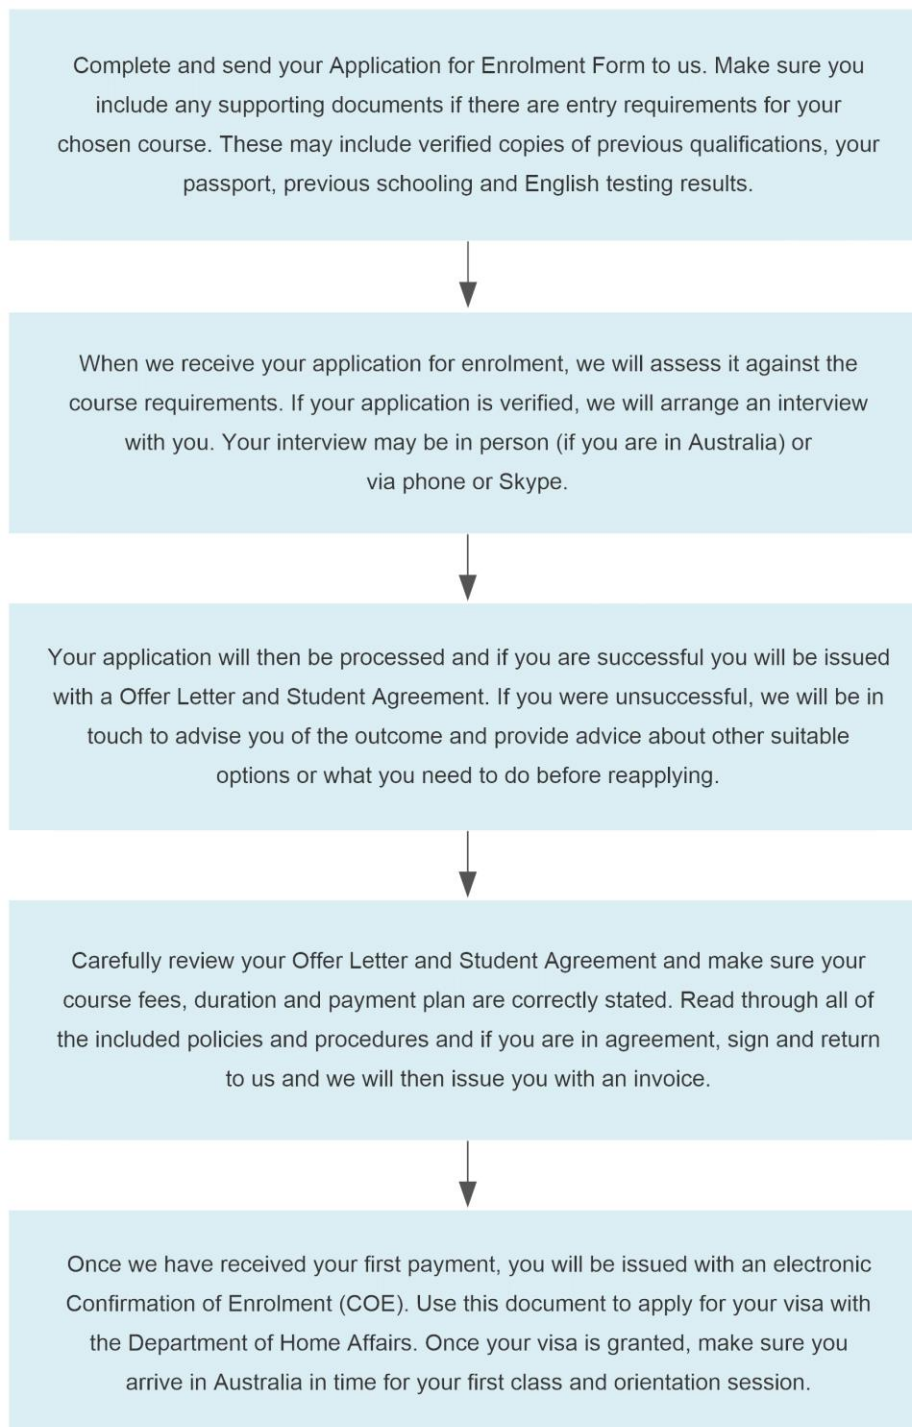 Complete and send your Application for Enrolment Form to us. Make sure you
include any supporting documents if there are entry requirements for your
chosen course. These may include verified copies of previous qualifications, your
passport, previous schooling and English testing results.
When we receive your application for enrolment, we will assess it against the
course requirements. If your application is verified, we will arrange an interview
with you. Your interview may be in person (if you are in Australia) or
via phone or Skype.
Your application will then be processed and if you are successful you will be issued
with a Offer Letter and Student Agreement. If you were unsuccessful, we will be in
touch to advise you of the outcome and provide advice about other suitable
options or what you need to do before reapplying.
Carefully review your Offer Letter and Student Agreement and make sure your
course fees, duration and payment plan are correctly stated. Read through all of
the included policies and procedures and if you are in agreement, sign and return
to us and we will then issue you with an invoice.
Once we have received your first payment, you will be issued with an electronic
Confirmation of Enrolment (COE). Use this document to apply for your visa with
the Department of Home Affairs. Once your visa is granted, make sure you
arrive in Australia in time for your first class and orientation session.